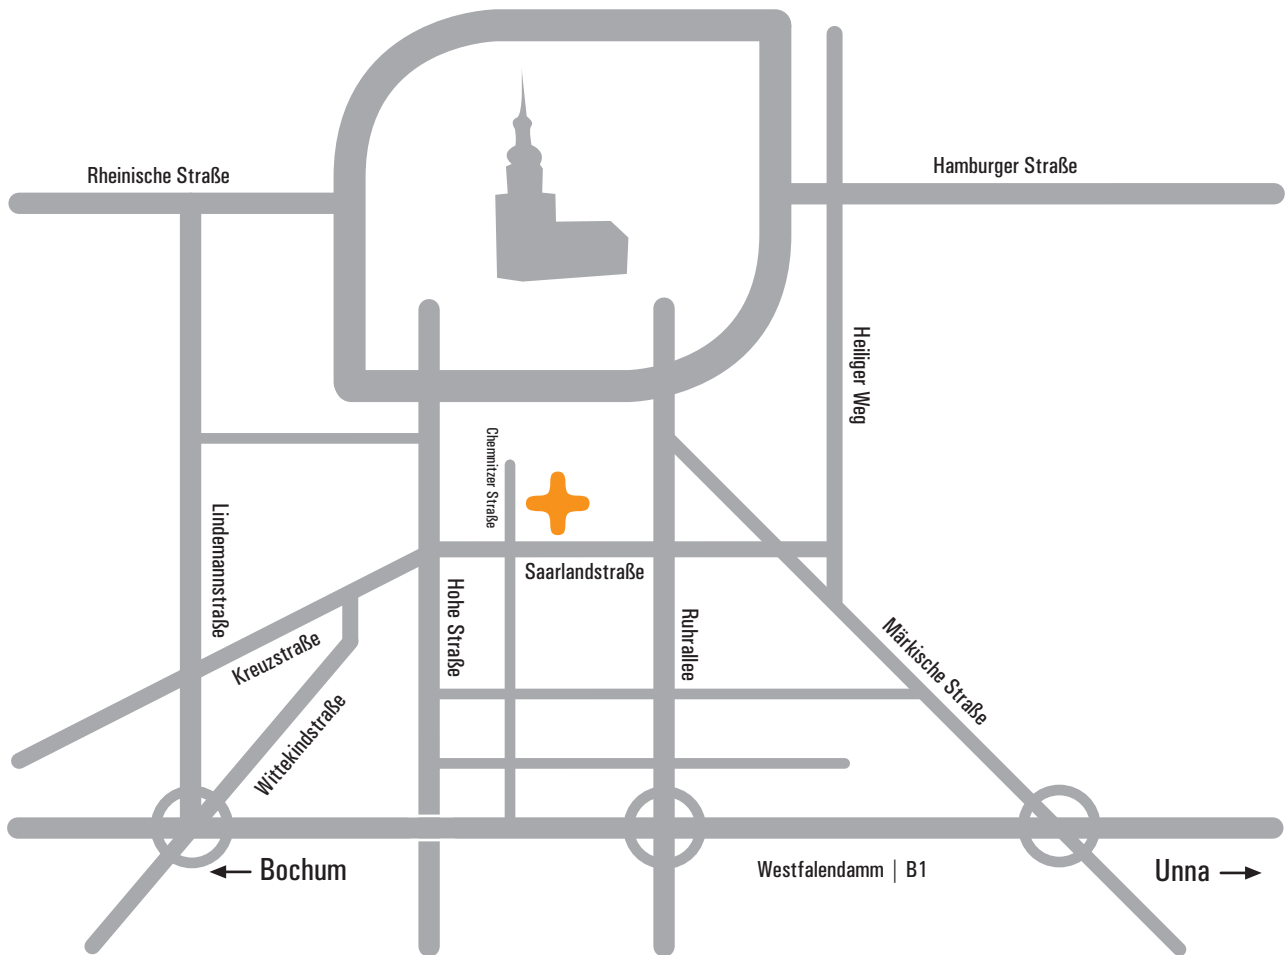 Hamburger Straße
Rheinische Straße
Heiliger Weg
Chemnitzer Straße
Lindemannstraße
Saarlandstraße
Hohe Straße
Ruhrallee
Kreuzstraße
Märkische Straße
Wittekindstraße
Bochum
Westfalendamm | B1
Unna